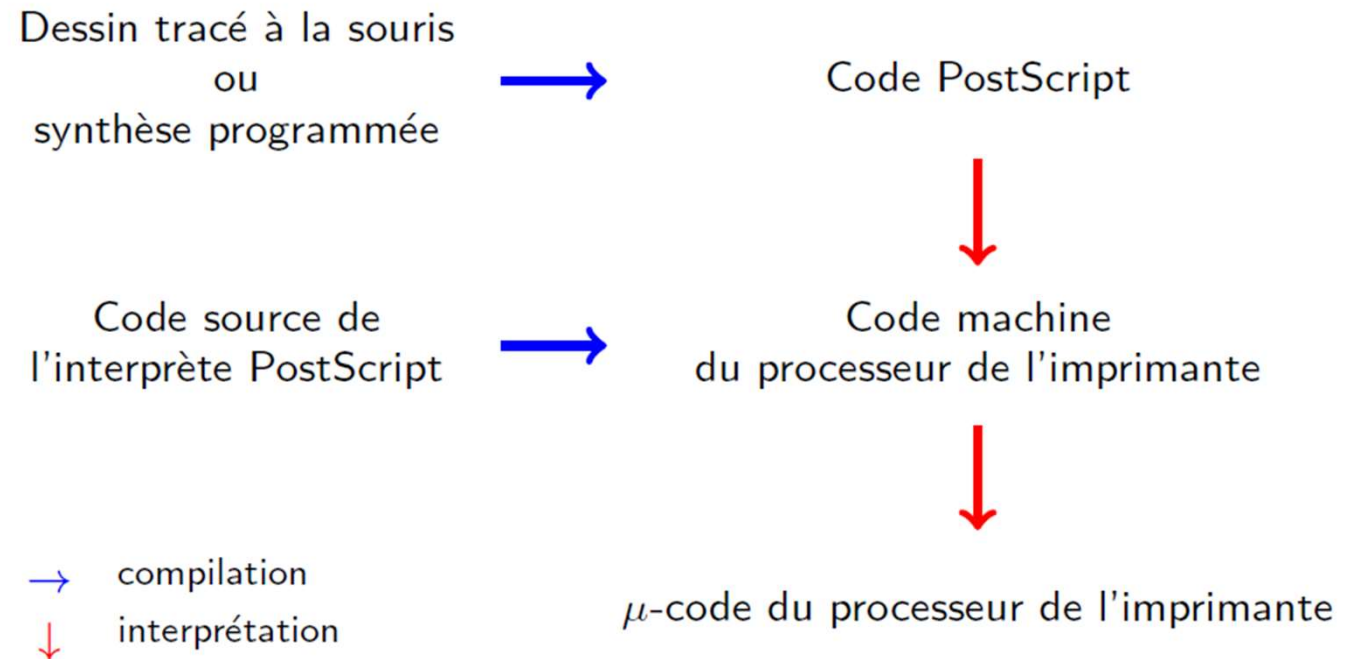 Dessin tracé à la souris
ou
synthèse programmée
Code PostScript
Code source de
l'interprète PostScript
Code machine
du processeur de l'imprimante
compilation
interprétation
μ-code du processeur de l'imprimante